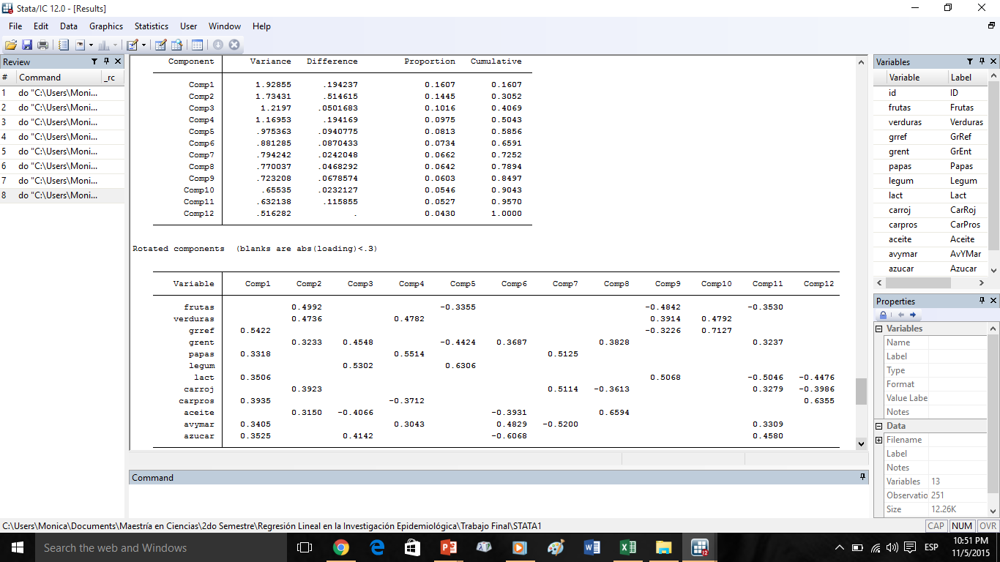 Stata/IC 12.0 - [Results]
File Edit Data Graphics Statistics User Window Help
Review
# Command _rc
1 do "C:\Users\Moni...
2 do "C:\Users\Moni...
3 do "C:\Users\Moni...
4 do "C:\Users\Moni...
5 do "C:\Users\Moni...
6 do "C:\Users\Moni...
7 do "C:\Users\Moni...
8 do "C:\Users\Moni...
Component Variance Difference Proportion Cumulative
Comp1 1.92855 .194237 0.1607 0.1607
Comp2 1.73431 .514615 0.1445 0.3052
Comp3 1.2197 .0501683 0.1016 0.4069
Comp4 1.16953 .194169 0.0975 0.5043
Comp5 .975363 .0940775 0.0813 0.5856
Comp6 .881285 .0870433 0.0734 0.6591
Comp7 .794242 .0242048 0.0662 0.7252
Comp8 .770037 .0468292 0.0642 0.7894
Comp9 .723208 .0678574 0.0603 0.8497
Comp10 .65535 .0232127 0.0546 0.9043
Comp11 .632138 .115855 0.0527 0.9570
Comp12 .516282 . 0.0430 1.0000
Rotated components (blanks are abs(loading)<.3)
Variable Comp1 Comp2 Comp3 Comp4 Comp5 Comp6 Comp7 Comp8 Comp9 Comp10 Comp11 Comp12
frutas 0.4992 -0.3355 -0.4842 -0.3530
verduras 0.4736 0.4782 0.3914 0.4792
grref 0.5422 -0.3226 0.7127
grent 0.3233 0.4548 -0.4424 0.3687 0.3828 0.3237
papas 0.3318 0.5514 0.5125
legum 0.5302 0.6306
lact 0.3506 0.5068 -0.5046 -0.4476
carroj 0.3923 0.5114 -0.3613 0.3279 -0.3986
carpros 0.3935 -0.3712 0.6355
aceite 0.3150 -0.4066 -0.3931 0.6594
avymar 0.3405 0.3043 0.4829 -0.5200 0.3309
azucar 0.3525 0.4142 -0.6068 0.4580
Command
Variables
Variable Label
id ID
frutas Frutas
verduras Verduras
grref GrRef
grent GrEnt
papas Papas
legum Legum
lact Lact
carroj CarRoj
carpros CarPros
aceite Aceite
avymar AvYMar
azucar Azucar
Properties
Variables
Name
Label
Type
Format
Value Labe
Notes
Data
Filename
Label
Notes
Variables 13
Observatio 251
Size 12.26K
C:\Users\Monica\Documents\Maestría en Ciencias\2do Semestre\Regresión Lineal en la Investigación Epidemiológica\Trabajo Final\STATA1
CAP NUM OVR
Search the web and Windows
ESP
10:51 PM
11/5/2015